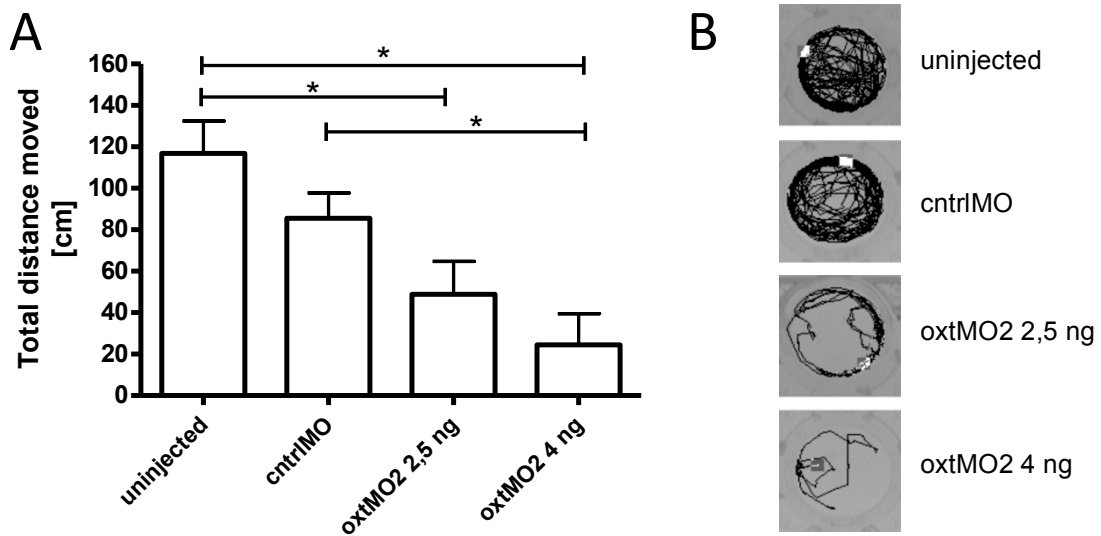 A
B
*
*
*
160
140
120
100
80
60
40
20
0
Total distance moved
[cm]
uninjected
cntrlMO
oxtMO2 2,5 ng
oxtMO2 4 ng
uninjected
cntrlMO
oxtMO2 2,5 ng
oxtMO2 4 ng